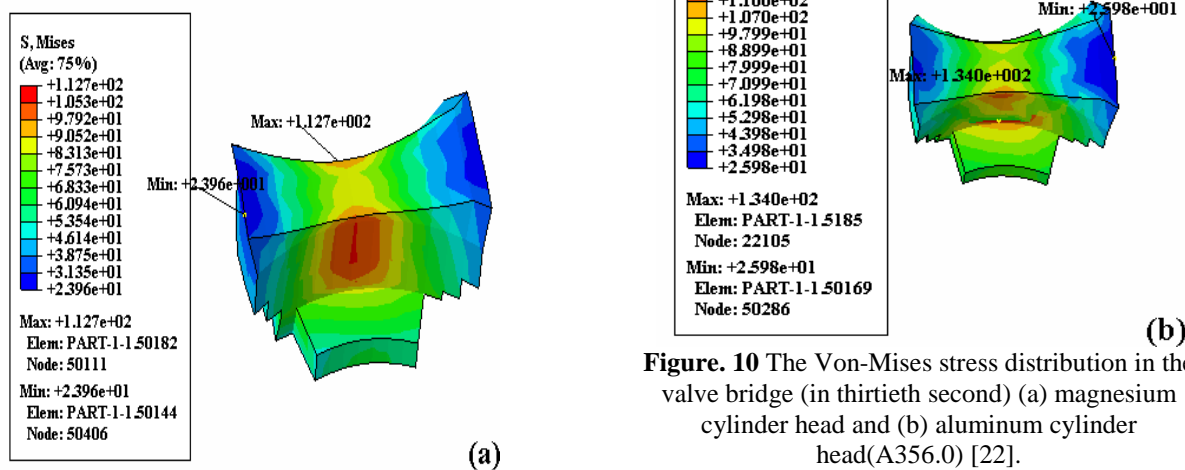 S, Mises
(Avg: 75%)
+1.127e+02
+1.053e+02
+9.792e+01
+9.052e+01
+8.313e+01
+7.573e+01
+6.833e+01
+6.094e+01
+5.354e+01
+4.614e+01
+3.875e+01
+3.135e+01
+2.396e+01
Max: +1.127e+02
Elem: PART-1-1.50182
Node: 50111
Min: +2.396e+01
Elem: PART-1-1.50144
Node: 50406
Max: +1.127e+002
Min: +2.396e+001
(a)
+1.160e+02
+1.070e+02
+9.799e+01
+8.899e+01
+7.999e+01
+7.099e+01
+6.198e+01
+5.298e+01
+4.398e+01
+3.498e+01
+2.598e+01
Max: +1.340e+02
Elem: PART-1-1.5185
Node: 22105
Min: +2.598e+01
Elem: PART-1-1.50169
Node: 50286
Min: +2.598e+001
Max: +1.340e+002
(b)
Figure. 10 The Von-Mises stress distribution in the
valve bridge (in thirtieth second) (a) magnesium
cylinder head and (b) aluminum cylinder
head(A356.0) [22].